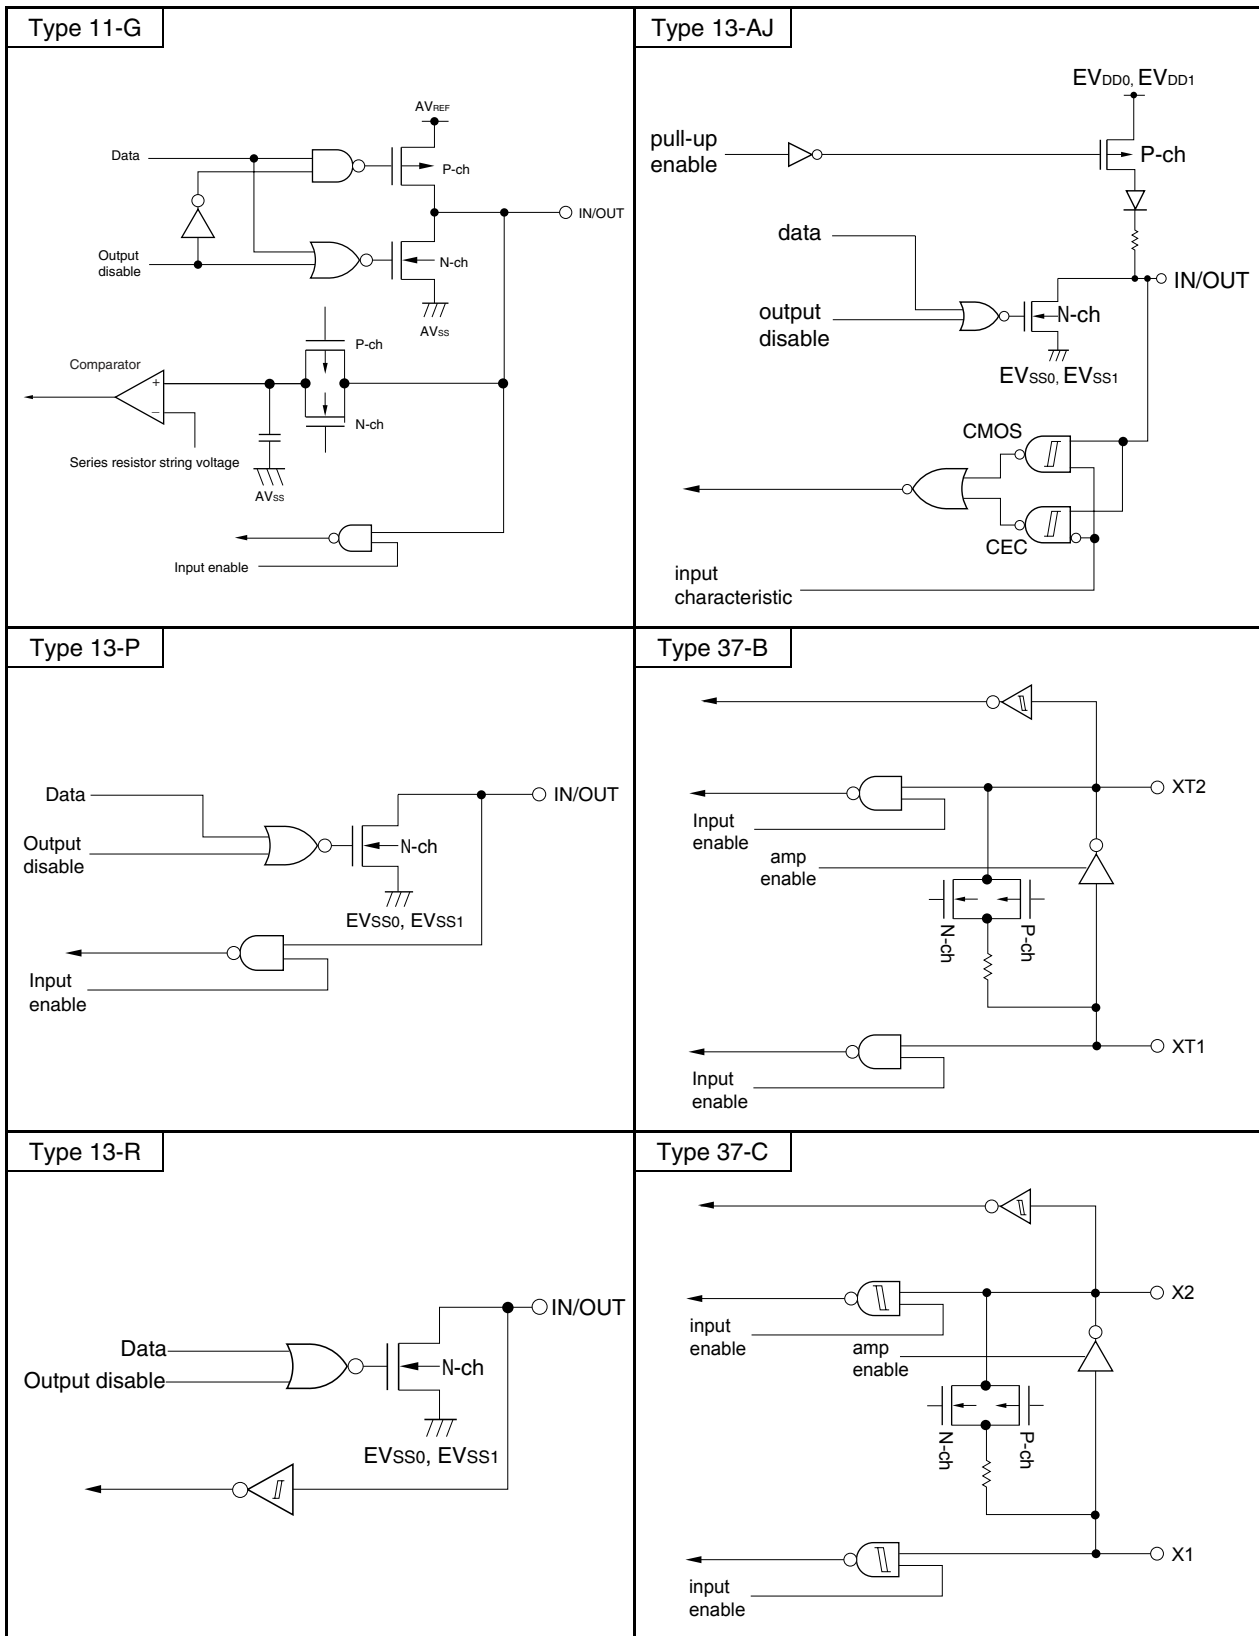 Type 11-G
AVREF
Data
P-ch
IN/OUT
Output
disable
N-ch
AVSS
P-ch
Comparator
+
−
N-ch
Series resistor string voltage
AVSS
Input enable
Type 13-AJ
EVDD0, EVDD1
pull-up
enable
P-ch
data
IN/OUT
output
disable
N-ch
EVSS0, EVSS1
CMOS
CEC
input
characteristic
Type 13-P
Data
IN/OUT
Output
disable
N-ch
EVSS0, EVSS1
Input
enable
Type 37-B
XT2
Input
enable
amp
enable
N-ch
P-ch
XT1
Input
enable
Type 13-R
IN/OUT
Data
Output disable
N-ch
EVSS0, EVSS1
Type 37-C
X2
input
enable
amp
enable
N-ch
P-ch
X1
input
enable